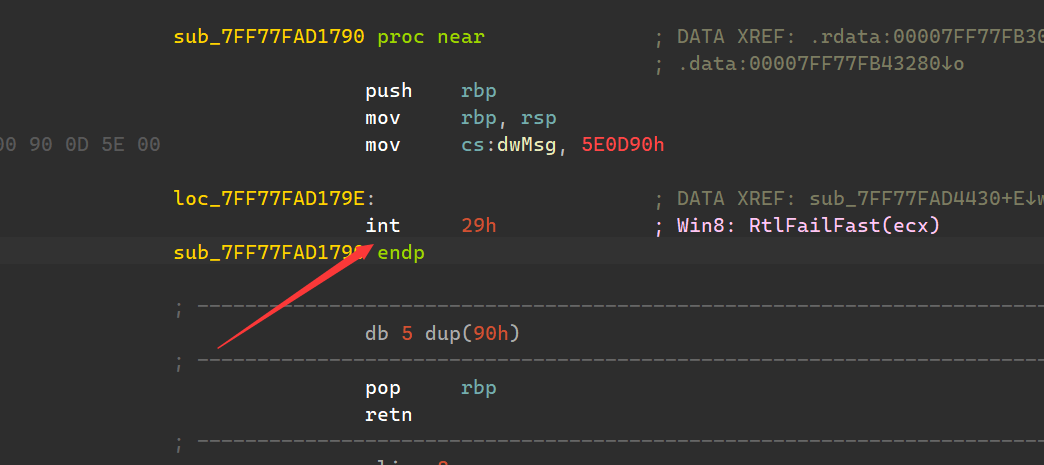 sub_7FF77FAD1790 proc near ; DATA XREF: .rdata:00007FF77FB30
; .data:00007FF77FB43280↓o
push rbp
mov rbp, rsp
00 90 0D 5E 00 mov cs:dwMsg, 5E0D90h
loc_7FF77FAD179E: ; DATA XREF: sub_7FF77FAD4430+E↓w
int 29h ; Win8: RtlFailFast(ecx)
sub_7FF77FAD1790 endp
; ---------------------------------------------------------------------------
db 5 dup(90h)
; ---------------------------------------------------------------------------
pop rbp
retn
; ---------------------------------------------------------------------------